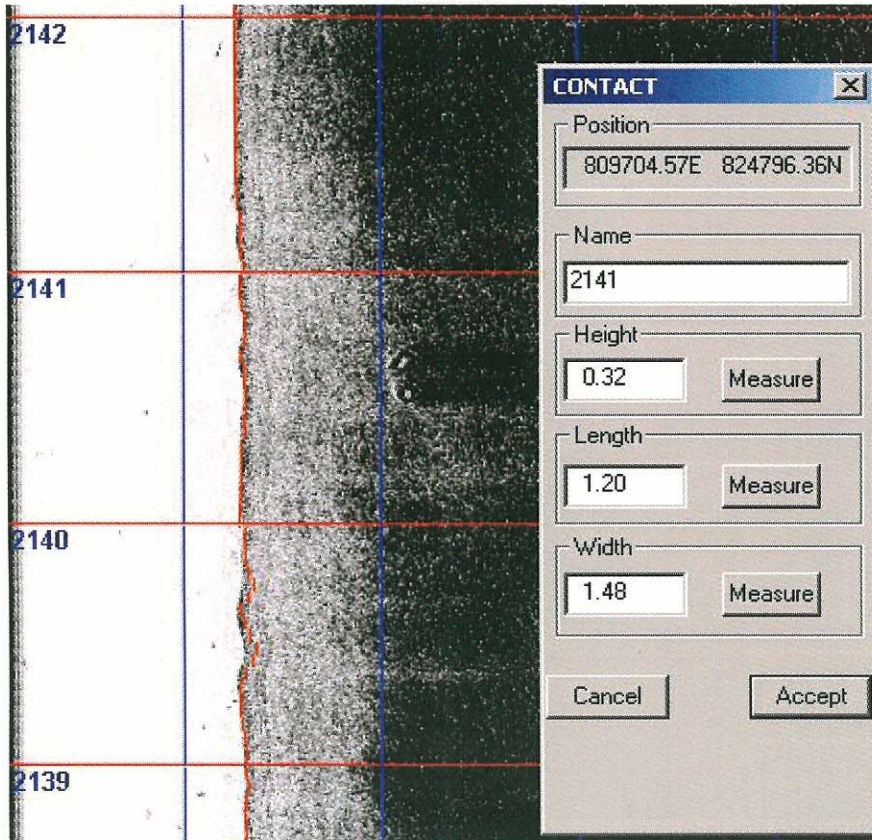 2142
2141
2140
2139
CONTACT
Position
809704.57E 824796.36N
Name
2141
Height
0.32 Measure
Length
1.20 Measure
Width
1.48 Measure
Cancel Accept